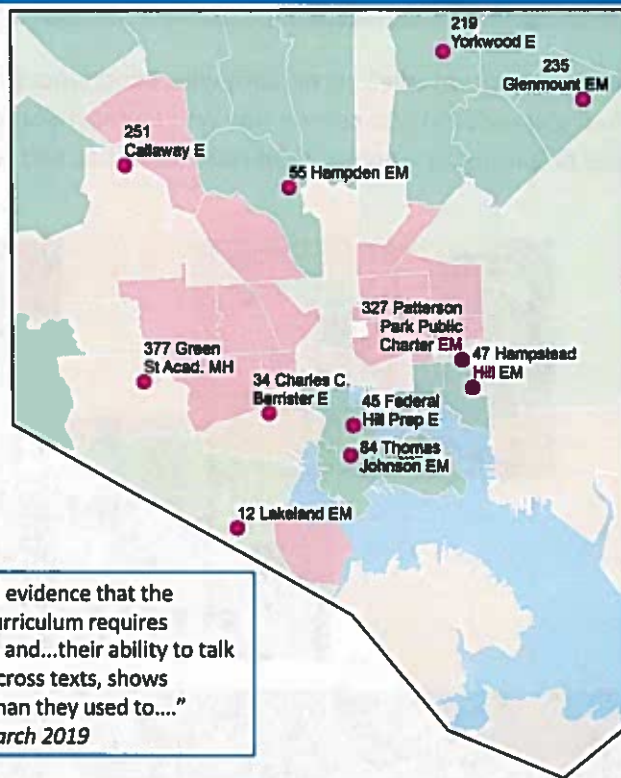 219
Yorkwood E
235
Glenmount EM
251
Callaway E
55 Hampden EM
327 Patterson
Park Public
Charter EM
47 Hampstead
Hill EM
377 Green
St Acad. MH
34 Charles C.
Barrister E
45 Federal
Hill Prep E
84 Thomas
Johnson EM
12 Lakeland EM
evidence that the
urriculum requires
and...their ability to talk
cross texts, shows
han they used to...."
arch 2019